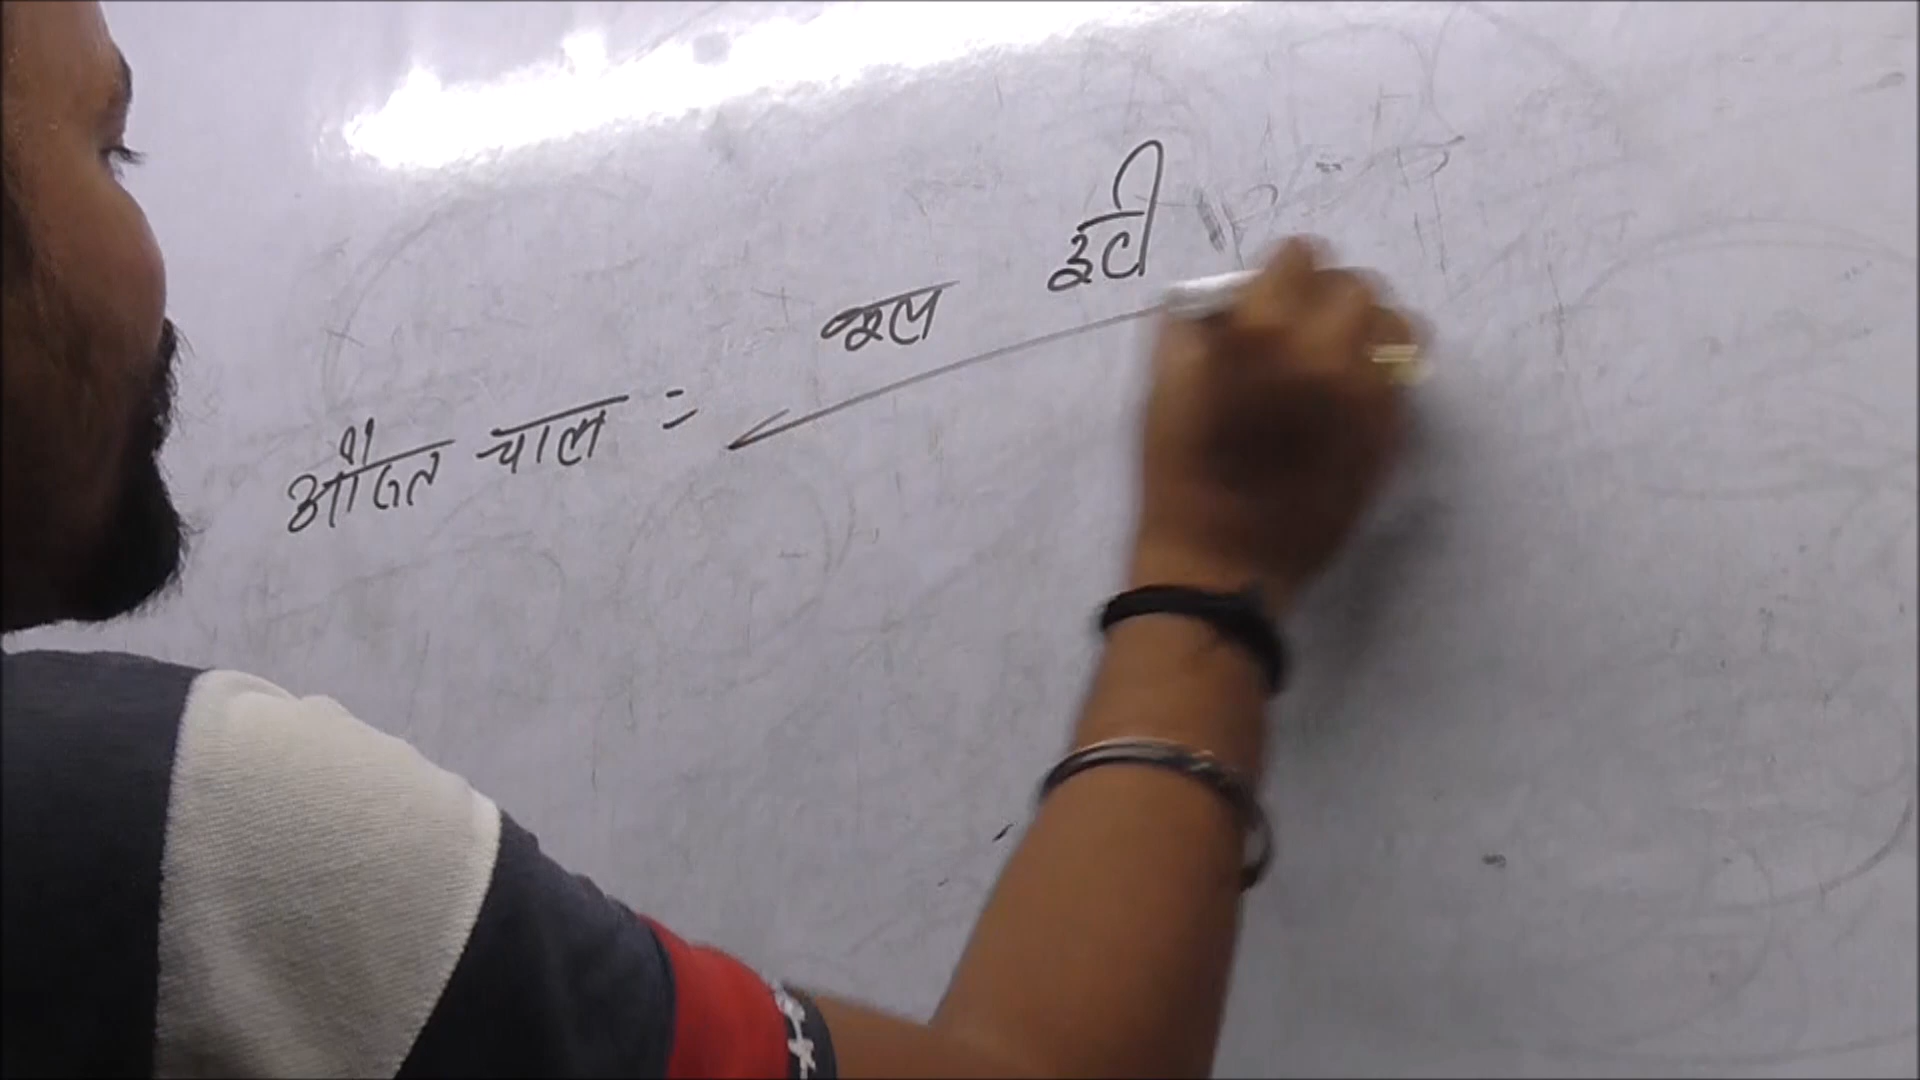 कुल दुरी
औसत चाल =